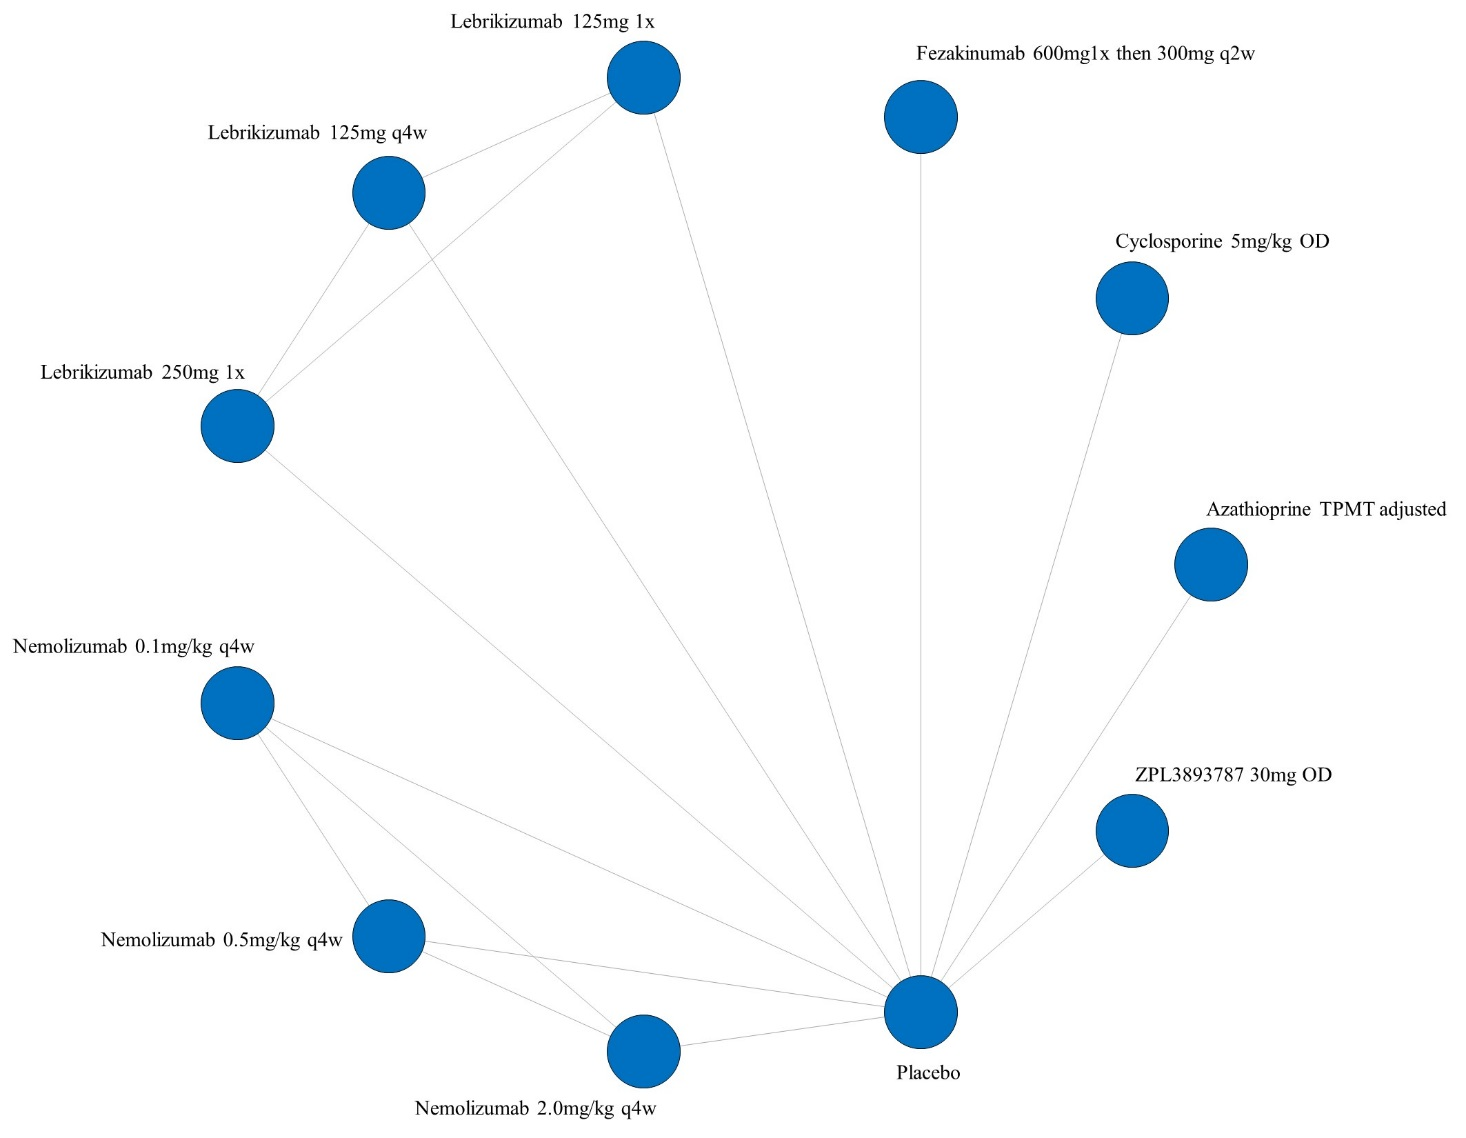 Lebrikizumab 125mg 1x
Fezakinumab 600mg1x then 300mg q2w
Lebrikizumab 125mg q4w
Cyclosporine 5mg/kg OD
Lebrikizumab 250mg 1x
Azathioprine TPMT adjusted
Nemolizumab 0.1mg/kg q4w
ZPL3893787 30mg OD
Nemolizumab 0.5mg/kg q4w
Placebo
Nemolizumab 2.0mg/kg q4w